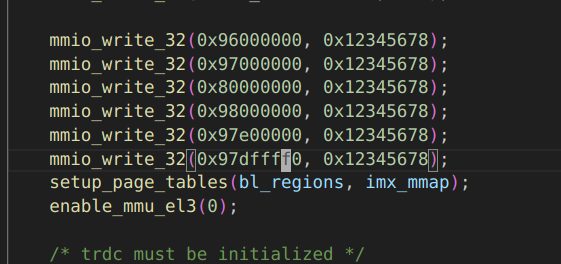 mmio_write_32(0x96000000, 0x12345678);
mmio_write_32(0x97000000, 0x12345678);
mmio_write_32(0x80000000, 0x12345678);
mmio_write_32(0x98000000, 0x12345678);
mmio_write_32(0x97e00000, 0x12345678);
mmio_write_32(0x97dffff0, 0x12345678);
setup_page_tables(bl_regions, imx_mmap);
enable_mmu_el3(0);
/* trdc must be initialized */